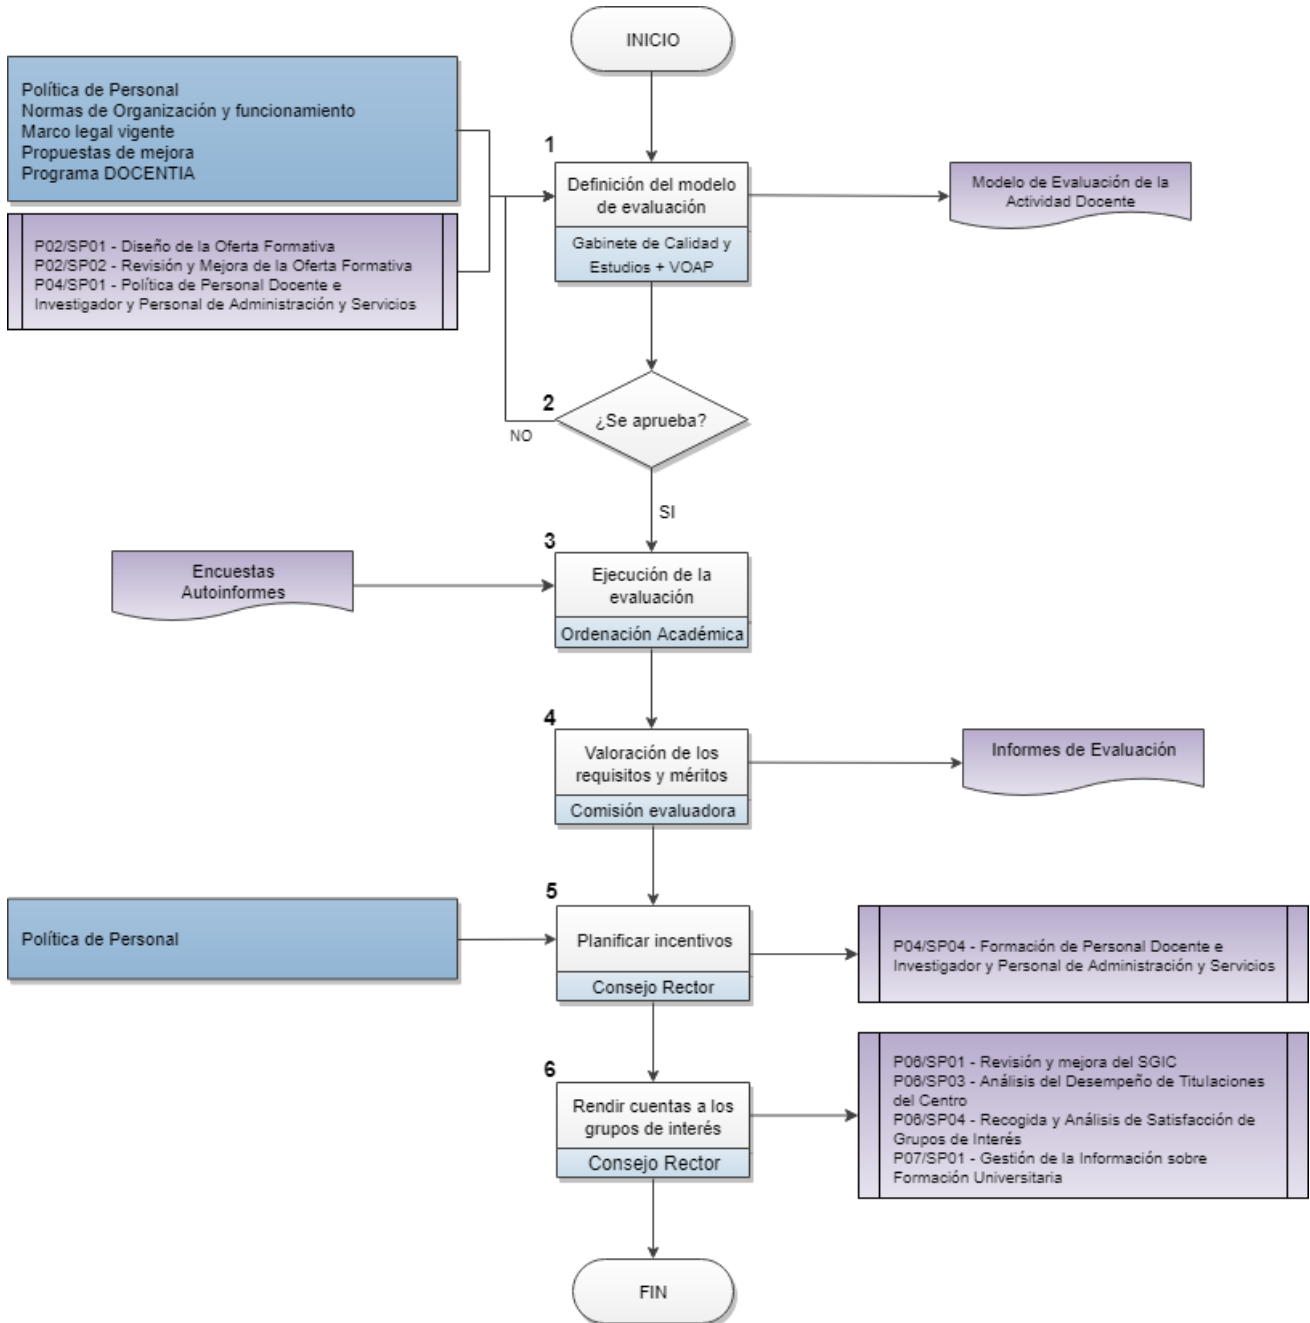 INICIO
Política de Personal
Normas de Organización y funcionamiento
Marco legal vigente
Propuestas de mejora
Programa DOCENTIA
1
Definición del modelo
de evaluación
Gabinete de Calidad y
Estudios + VOAP
Modelo de Evaluación de la
Actividad Docente
P02/SP01 - Diseño de la Oferta Formativa
P02/SP02 - Revisión y Mejora de la Oferta Formativa
P04/SP01 - Política de Personal Docente e
Investigador y Personal de Administración y Servicios
2
¿Se aprueba?
NO
SI
3
Encuestas
Autoinformes
Ejecución de la
evaluación
Ordenación Académica
4
Valoración de los
requisitos y méritos
Comisión evaluadora
Informes de Evaluación
5
Política de Personal
Planificar incentivos
Consejo Rector
P04/SP04 - Formación de Personal Docente e
Investigador y Personal de Administración y Servicios
6
Rendir cuentas a los
grupos de interés
Consejo Rector
P06/SP01 - Revisión y mejora del SGIC
P06/SP03 - Análisis del Desempeño de Titulaciones
del Centro
P06/SP04 - Recogida y Análisis de Satisfacción de
Grupos de Interés
P07/SP01 - Gestión de la Información sobre
Formación Universitaria
FIN